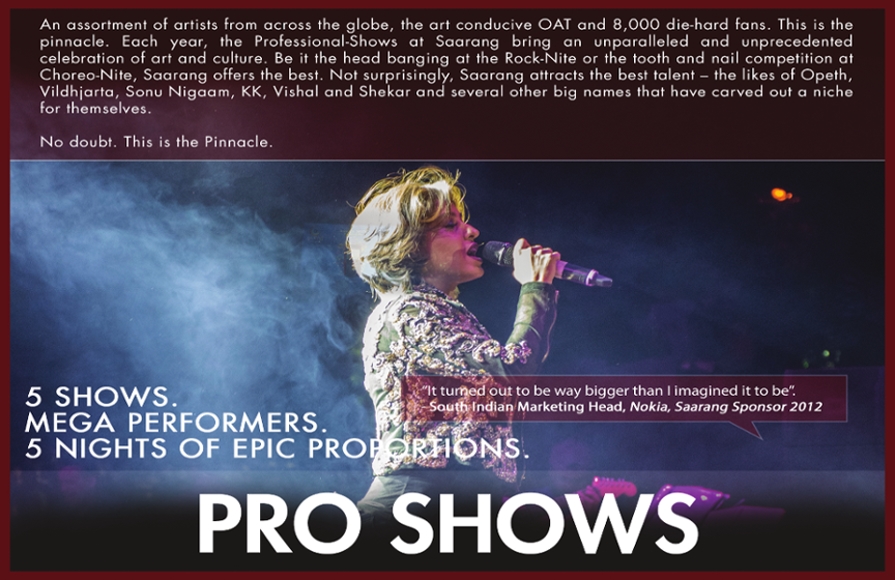 An assortment of artists from across the globe, the art conducive OAT and 8,000 die-hard fans. This is the
pinnacle. Each year, the Professional-Shows at Saarang bring an unparalleled and unprecedented
celebration of art and culture. Be it the head banging at the Rock-Nite or the tooth and nail competition at
Choreo-Nite, Saarang offers the best. Not surprisingly, Saarang attracts the best talent – the likes of Opeth,
Vildhjarta, Sonu Nigaam, KK, Vishal and Shekar and several other big names that have carved out a niche
for themselves.
No doubt. This is the Pinnacle.
5 SHOWS.
MEGA PERFORMERS.
5 NIGHTS OF EPIC PROPORTIONS.
"It turned out to be way bigger than I imagined it to be".
-South Indian Marketing Head, Nokia, Saarang Sponsor 2012
PRO SHOWS